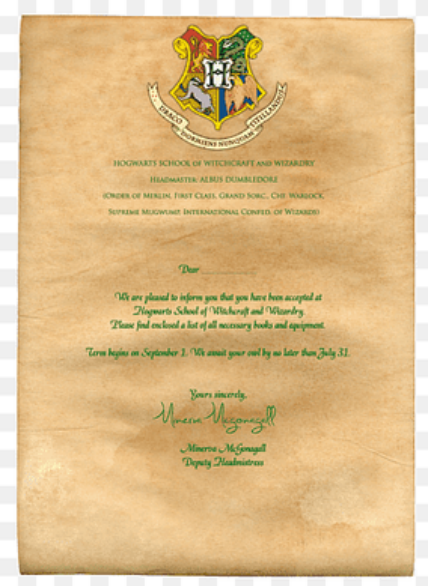 DRACO DORMIENS NUNQUAM TITILLANDUS
HOGWARTS SCHOOL OF WITCHCRAFT AND WIZARDRY
HEADMASTER: ALBUS DUMBLEDORE
(ORDER OF MERLIN, FIRST CLASS, GRAND SORC., CHF. WARLOCK,
SUPREME MUGWUMP, INTERNATIONAL CONFED. OF WIZARDS)
Dear
We are pleased to inform you that you have been accepted at
Hogwarts School of Witchcraft and Wizardry.
Please find enclosed a list of all necessary books and equipment.
Term begins on September 1. We await your owl by no later than July 31.
Yours sincerely,
Minerva McGonagall
Minerva McGonagall
Deputy Headmistress